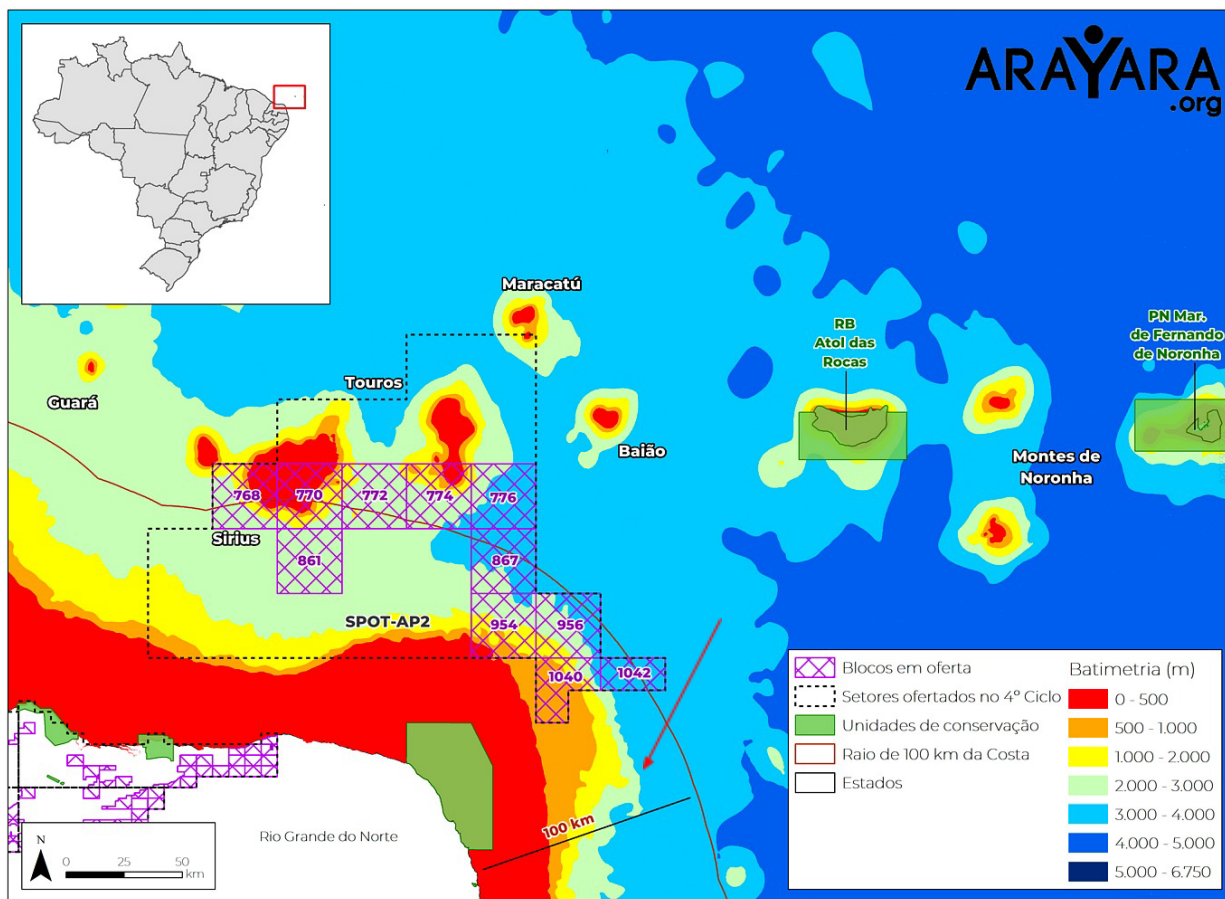 ARAYARA
.org
Maracatú
RB
Atol das
Rocas
PN Mar.
de Fernando
de Noronha
Touros
Guará
Baião
Montes de
Noronha
768
770
772
774
776
Sirius
861
867
SPOT-AP2
954
956
1040
1042
100 km
Rio Grande do Norte
N
0 25 50
km
Blocos em oferta
Setores ofertados no 4º Ciclo
Unidades de conservação
Raio de 100 km da Costa
Estados
Batimetria (m)
0 - 500
500 - 1.000
1.000 - 2.000
2.000 - 3.000
3.000 - 4.000
4.000 - 5.000
5.000 - 6.750